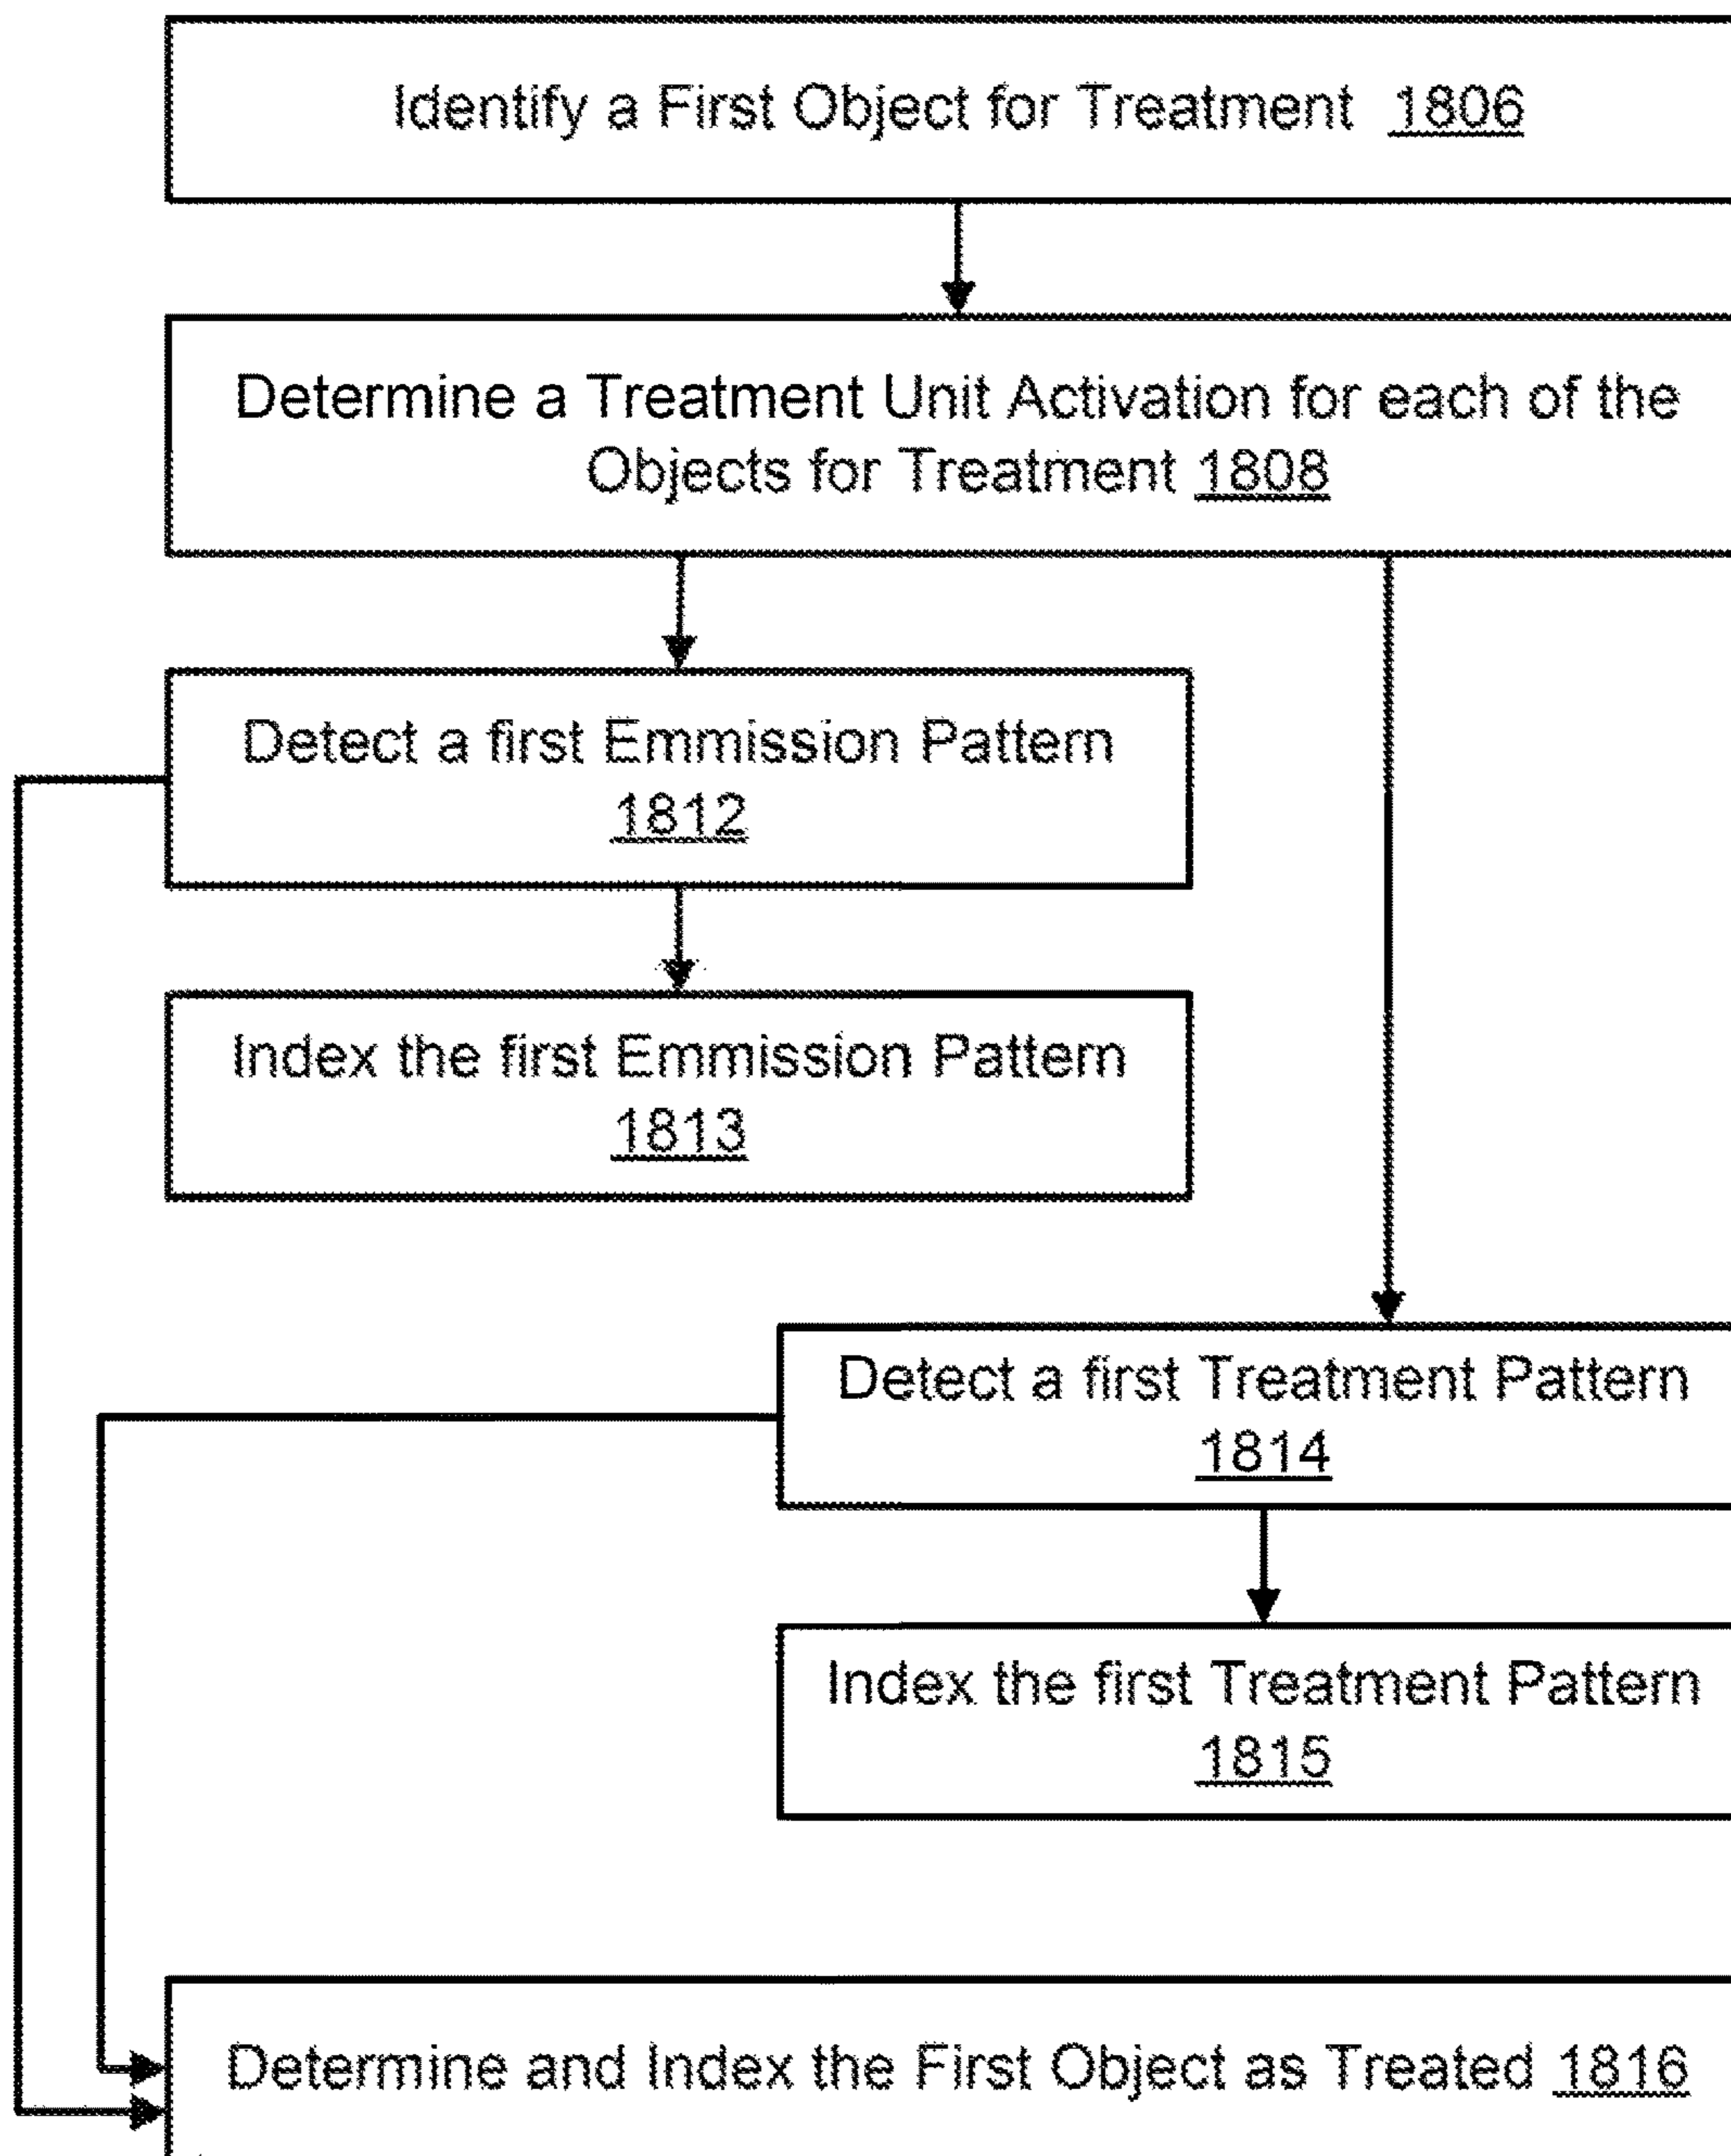 Identify a First Object for Treatment 1806
Determine a Treatment Unit Activation for each of the
Objects for Treatment 1808
Detect a first Emmission Pattern
1812
Index the first Emmission Pattern
1813
Detect a first Treatment Pattern
1814
Index the first Treatment Pattern
1815
Determine and Index the First Object as Treated 1816